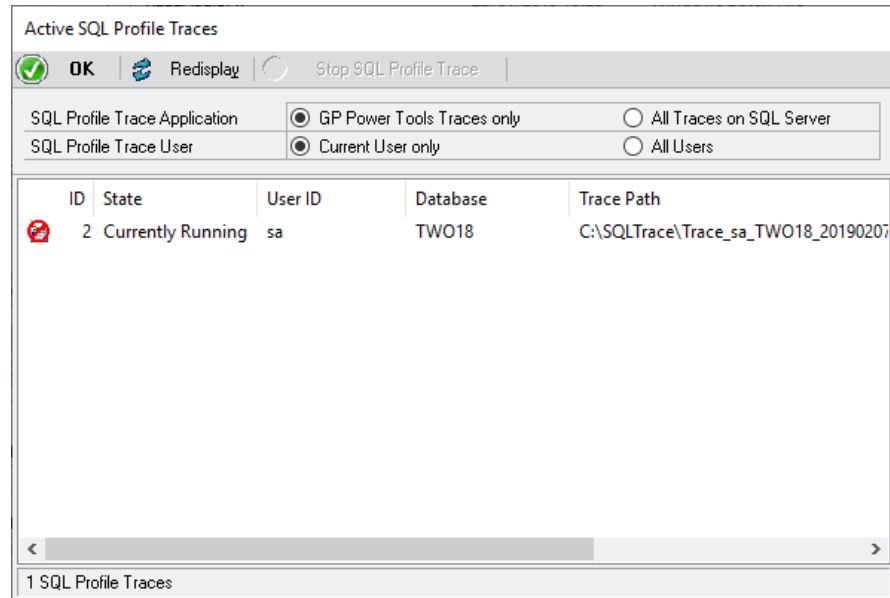 Active SQL Profile Traces
OK Redisplay Stop SQL Profile Trace
SQL Profile Trace Application GP Power Tools Traces only All Traces on SQL Server
SQL Profile Trace User Current User only All Users
ID State User ID Database Trace Path
2 Currently Running sa TWO18 C:\SQLTrace\Trace_sa_TWO18_20190207
1 SQL Profile Traces